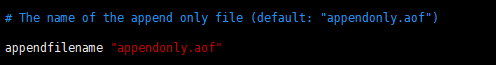 # The name of the append only file (default: "appendonly.aof")
appendfilename "appendonly.aof"